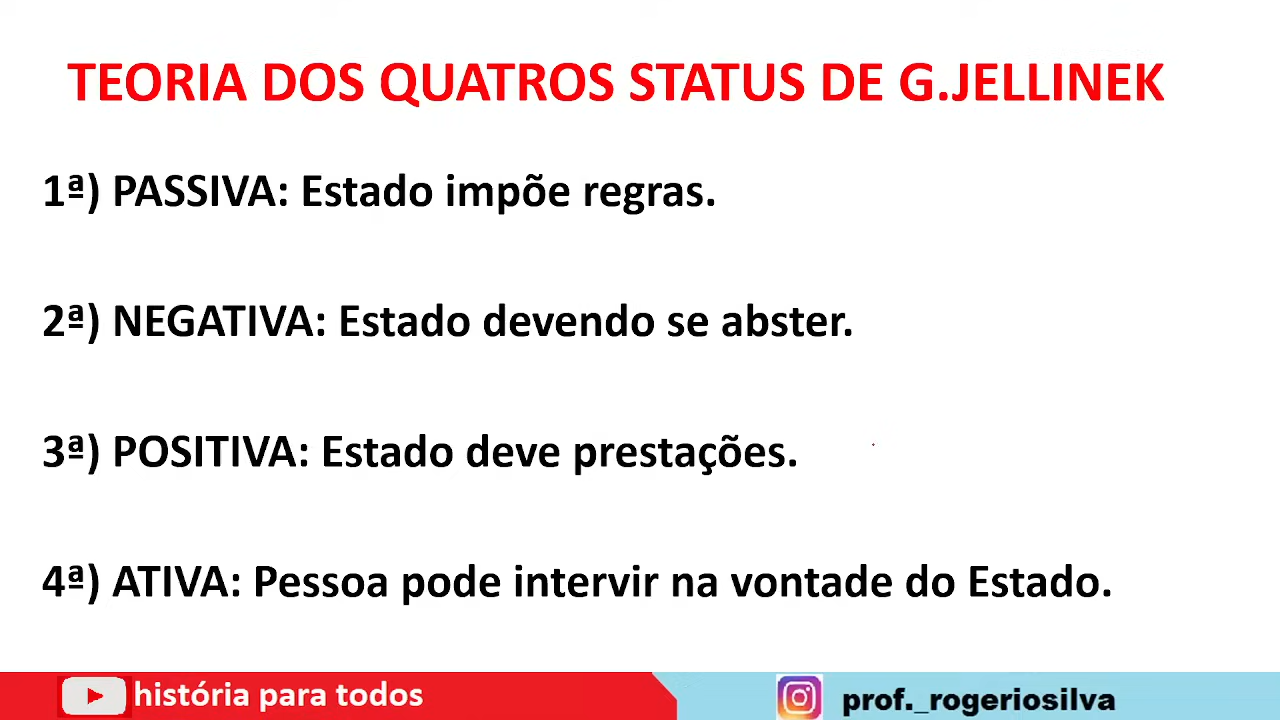 TEORIA DOS QUATROS STATUS DE G.JELLINEK
1ª) PASSIVA: Estado impõe regras.
2ª) NEGATIVA: Estado devendo se abster.
3ª) POSITIVA: Estado deve prestações.
4ª) ATIVA: Pessoa pode intervir na vontade do Estado.
história para todos
prof._rogeriosilva